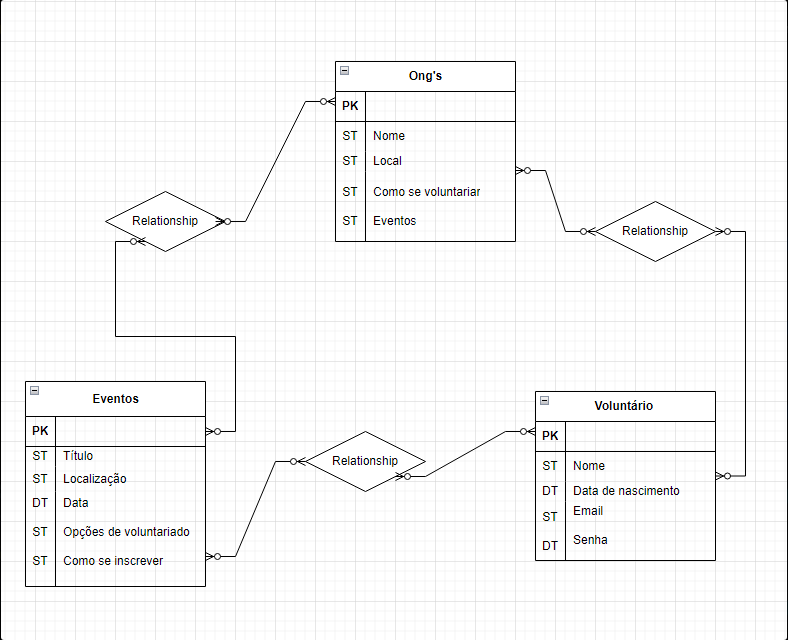 Ong's
PK
ST Nome
ST Local
ST Como se voluntariar
ST Eventos
Relationship
Relationship
Eventos
PK
ST Título
ST Localização
DT Data
ST Opções de voluntariado
ST Como se inscrever
Relationship
Voluntário
PK
ST Nome
DT Data de nascimento
ST Email
DT Senha